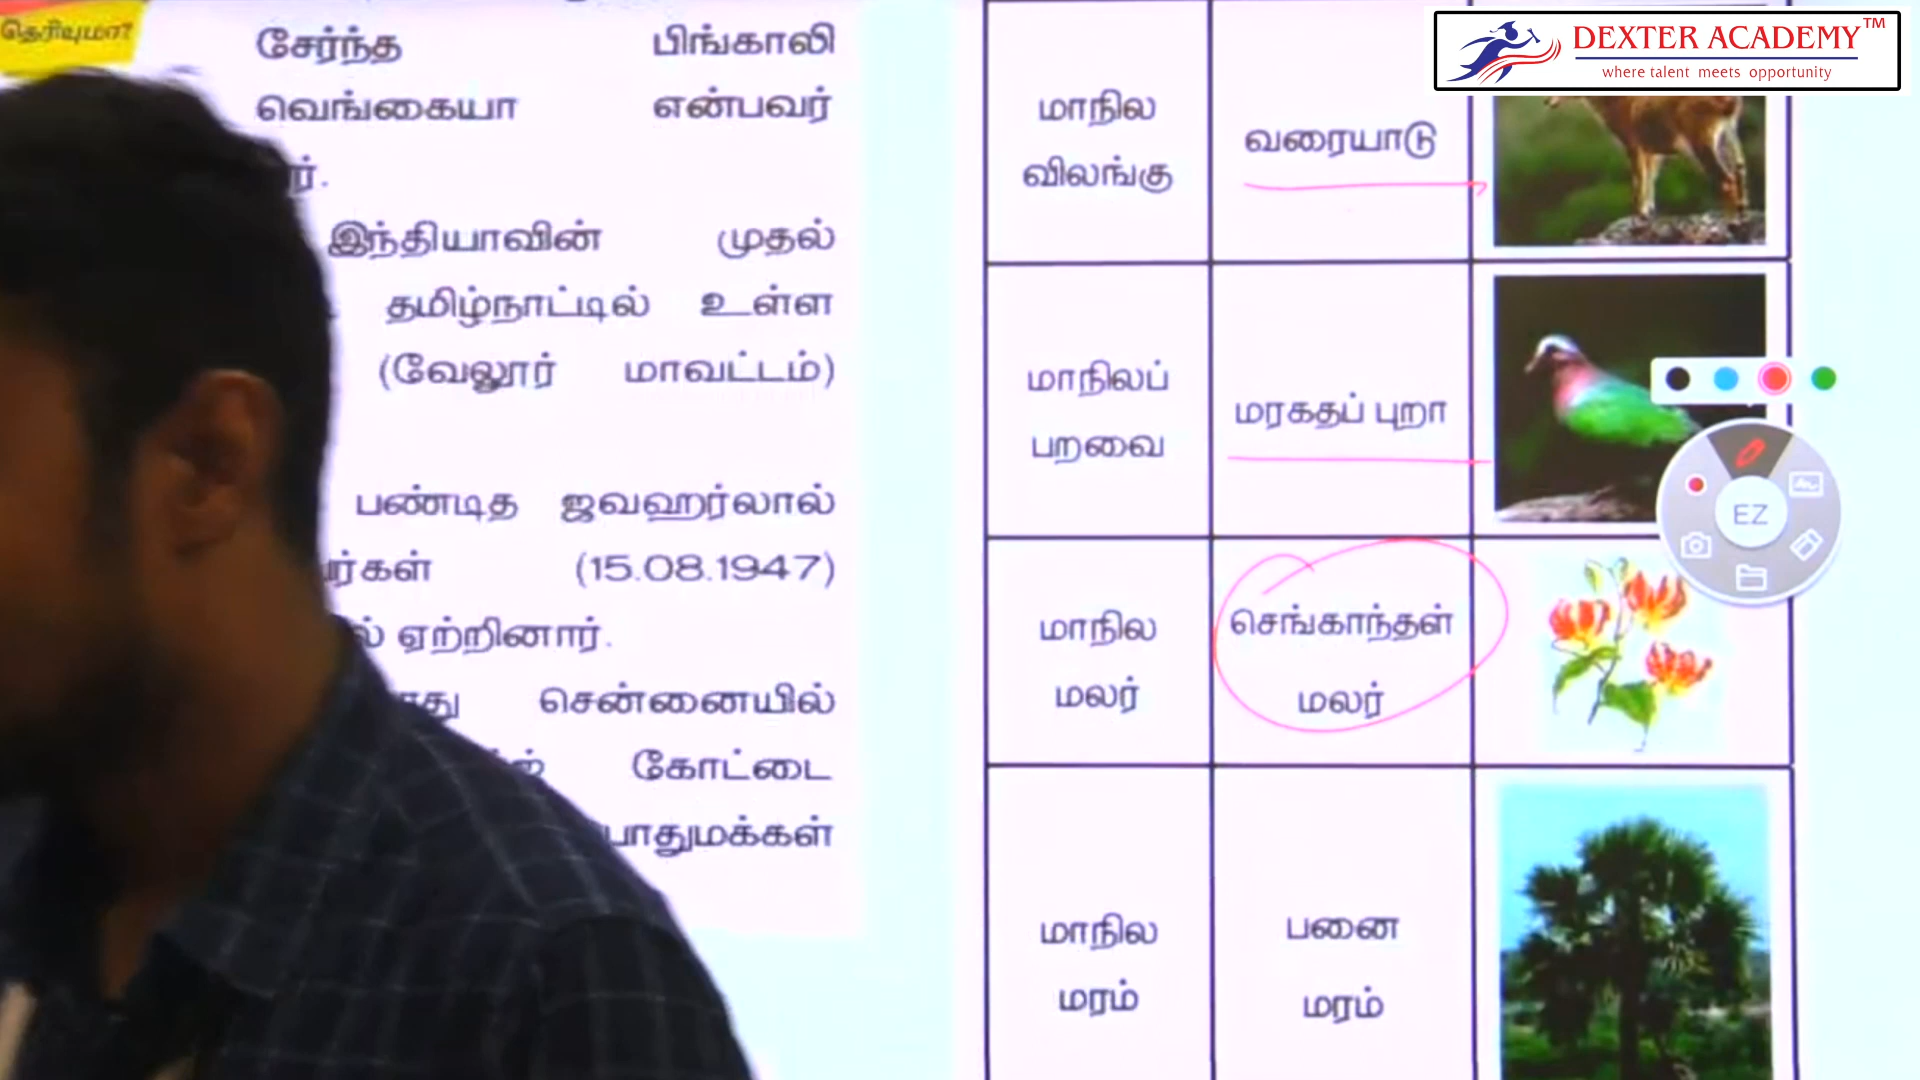 தெரியுமா?
சேர்ந்த பிங்காலி
வெங்கையா என்பவர்
ர்.
இந்தியாவின் முதல்
தமிழ்நாட்டில் உள்ள
(வேலூர் மாவட்டம்)
பண்டித ஜவஹர்லால்
ர்கள் (15.08.1947)
ல் ஏற்றினார்.
து சென்னையில்
ஜ் கோட்டை
பாதுமக்கள்
DEXTER ACADEMY™
where talent meets opportunity
மாநில
விலங்கு
வரையாடு
மாநிலப்
பறவை
மரகதப் புறா
மாநில
மலர்
செங்காந்தள்
மலர்
மாநில
மரம்
பனை
மரம்
EZ